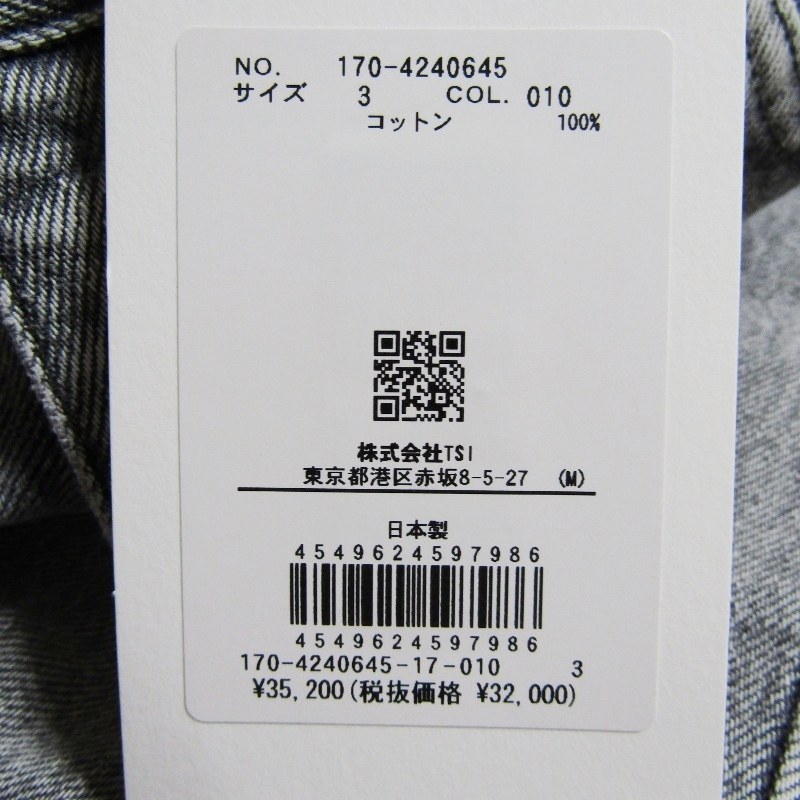 NO. 170-4240645
サイズ 3 COL. 010
コットン 100%
株式会社TSI
東京都港区赤坂8-5-27 (M)
日本製
4549624597986
4549624597986
170-4240645-17-010 3
¥35,200(税抜価格 ¥32,000)